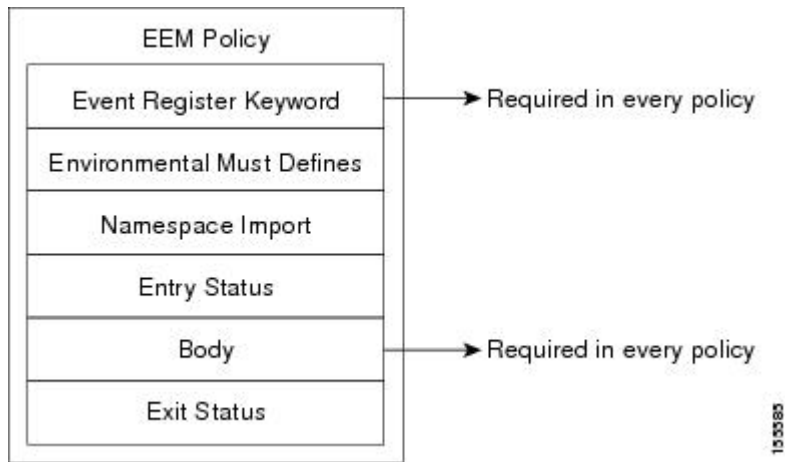 EEM Policy
Event Register Keyword
Required in every policy
Environmental Must Defines
Namespace Import
Entry Status
Body
Required in every policy
Exit Status
155585